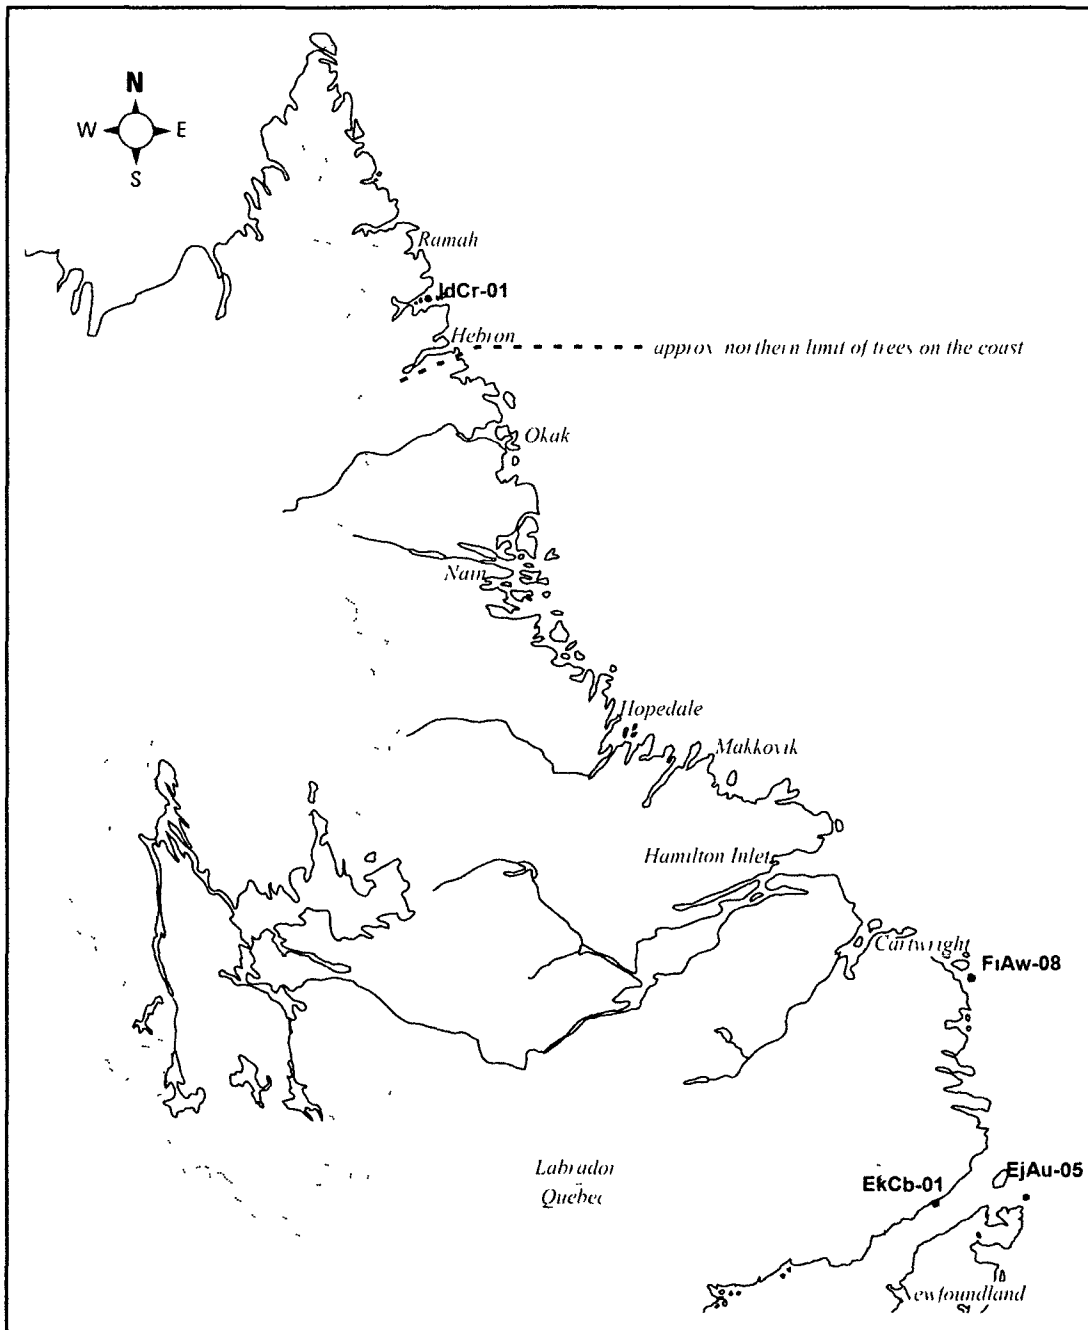 N
W E
S
Ramah
IdCr-01
Hebron
approx northern limit of trees on the coast
Okak
Nain
Hopedale
Makkovik
Hamilton Inlet
Cartwright
FiAw-08
Labrador
Quebec
EkCb-01
EjAu-05
Newfoundland